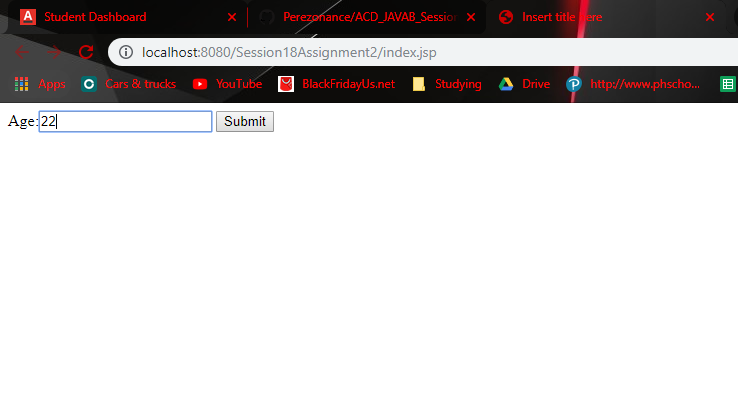 A Student Dashboard Perezonance/ACD_JAVAB_Sessio Insert title here
localhost:8080/Session18Assignment2/index.jsp
Apps Cars & trucks YouTube BlackFridayUs.net Studying Drive http://www.phscho...
Age:22 Submit